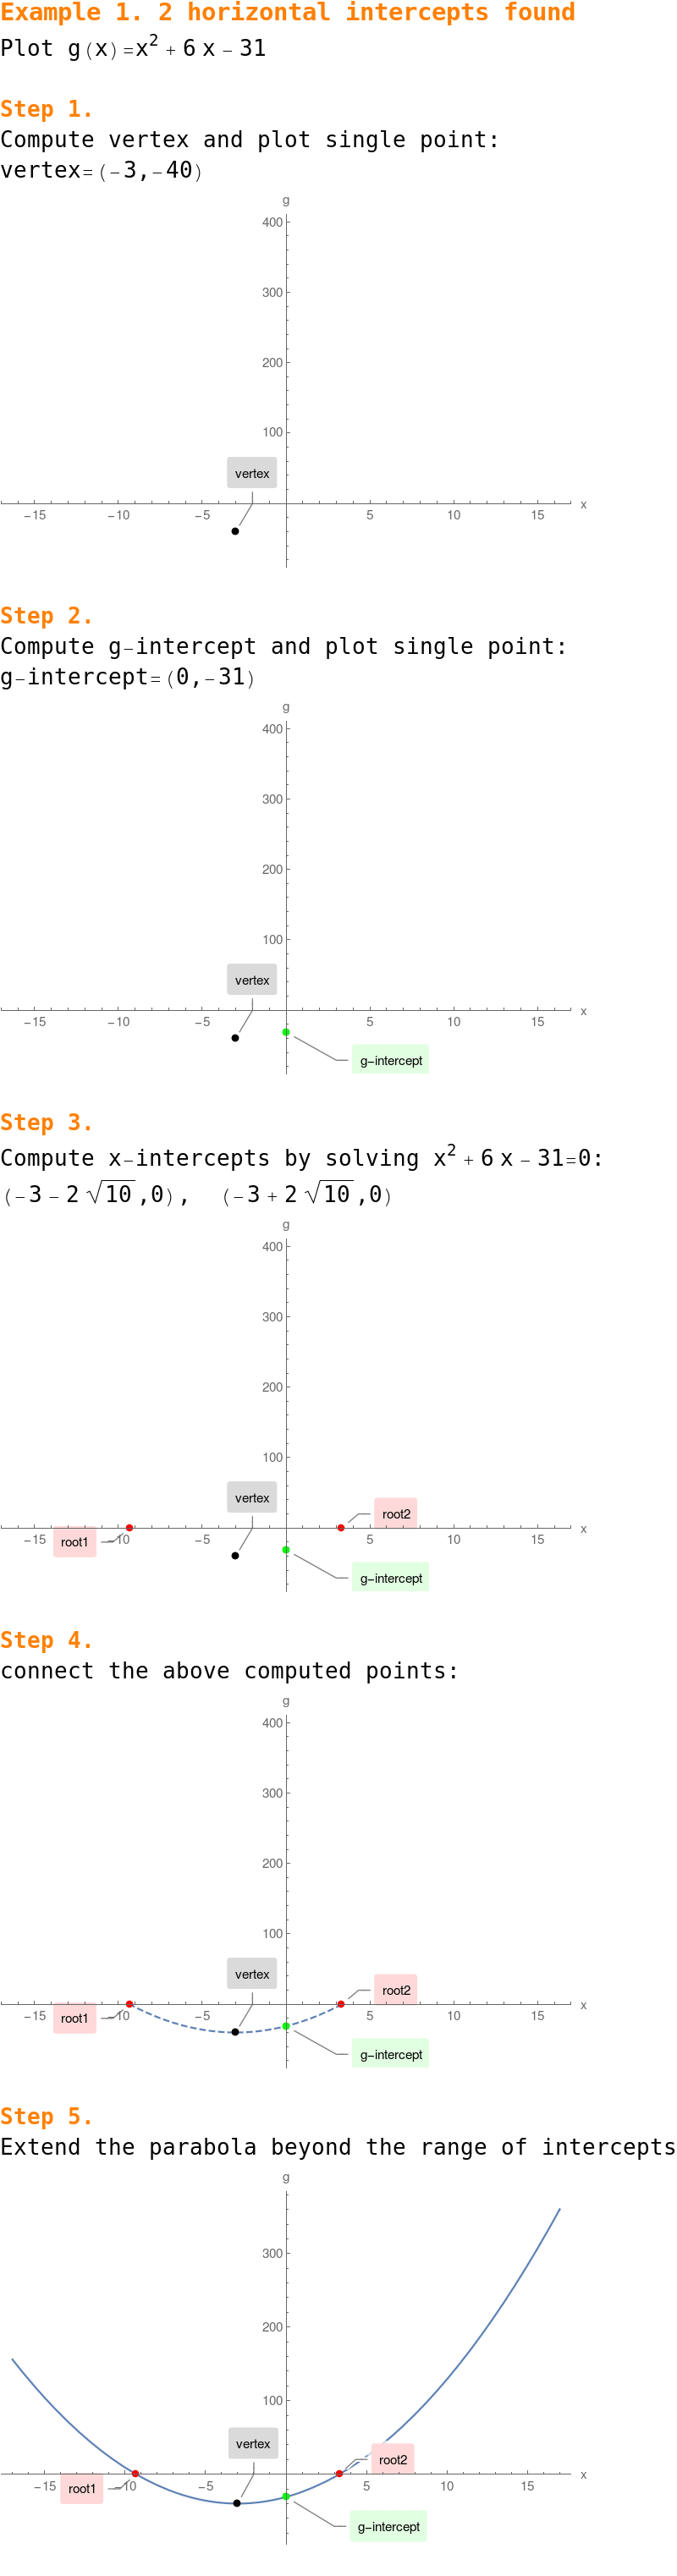 Example 1. 2 horizontal intercepts found
Plot g(x)=x² + 6 x − 31
Step 1.
Compute vertex and plot single point:
vertex=(−3,−40)
g
400
300
200
100
vertex
−15 −10 −5 5 10 15 x
Step 2.
Compute g−intercept and plot single point:
g−intercept=(0,−31)
g
400
300
200
100
vertex
−15 −10 −5 5 10 15 x
g−intercept
Step 3.
Compute x−intercepts by solving x² + 6 x − 31=0:
(−3 − 2 √10 ,0), (−3 + 2 √10 ,0)
g
400
300
200
100
vertex
root2
−15 root1 −10 −5 5 10 15 x
g−intercept
Step 4.
connect the above computed points:
g
400
300
200
100
vertex
root2
−15 root1 −10 −5 5 10 15 x
g−intercept
Step 5.
Extend the parabola beyond the range of intercepts
g
300
200
100
vertex
root2
−15 root1 −10 −5 5 10 15 x
g−intercept